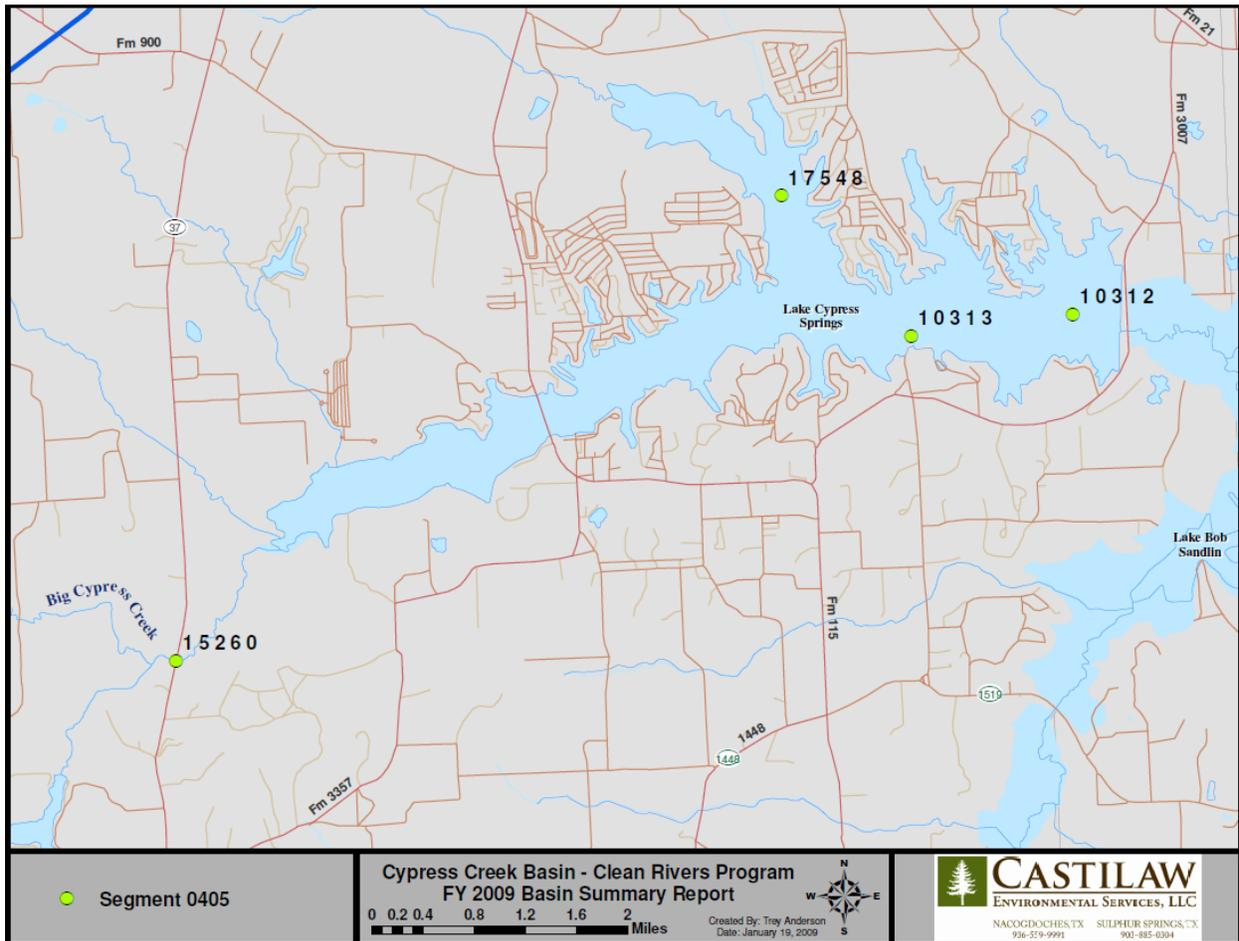 Fm 900
Fm 21
Fm 3007
37
17548
Lake Cypress
Springs
10313
10312
Lake Bob
Sandlin
Big Cypress Creek
15260
Fm 115
1519
1448
1448
Fm 3357
Segment 0405
Cypress Creek Basin - Clean Rivers Program
FY 2009 Basin Summary Report
0 0.2 0.4 0.8 1.2 1.6 2
Miles
Created By: Trey Anderson
Date: January 19, 2009
N
W E
S
CASTILAW
ENVIRONMENTAL SERVICES, LLC
NACOGDOCHES, TX SULPHUR SPRINGS, TX
936-559-9991 903-885-0304